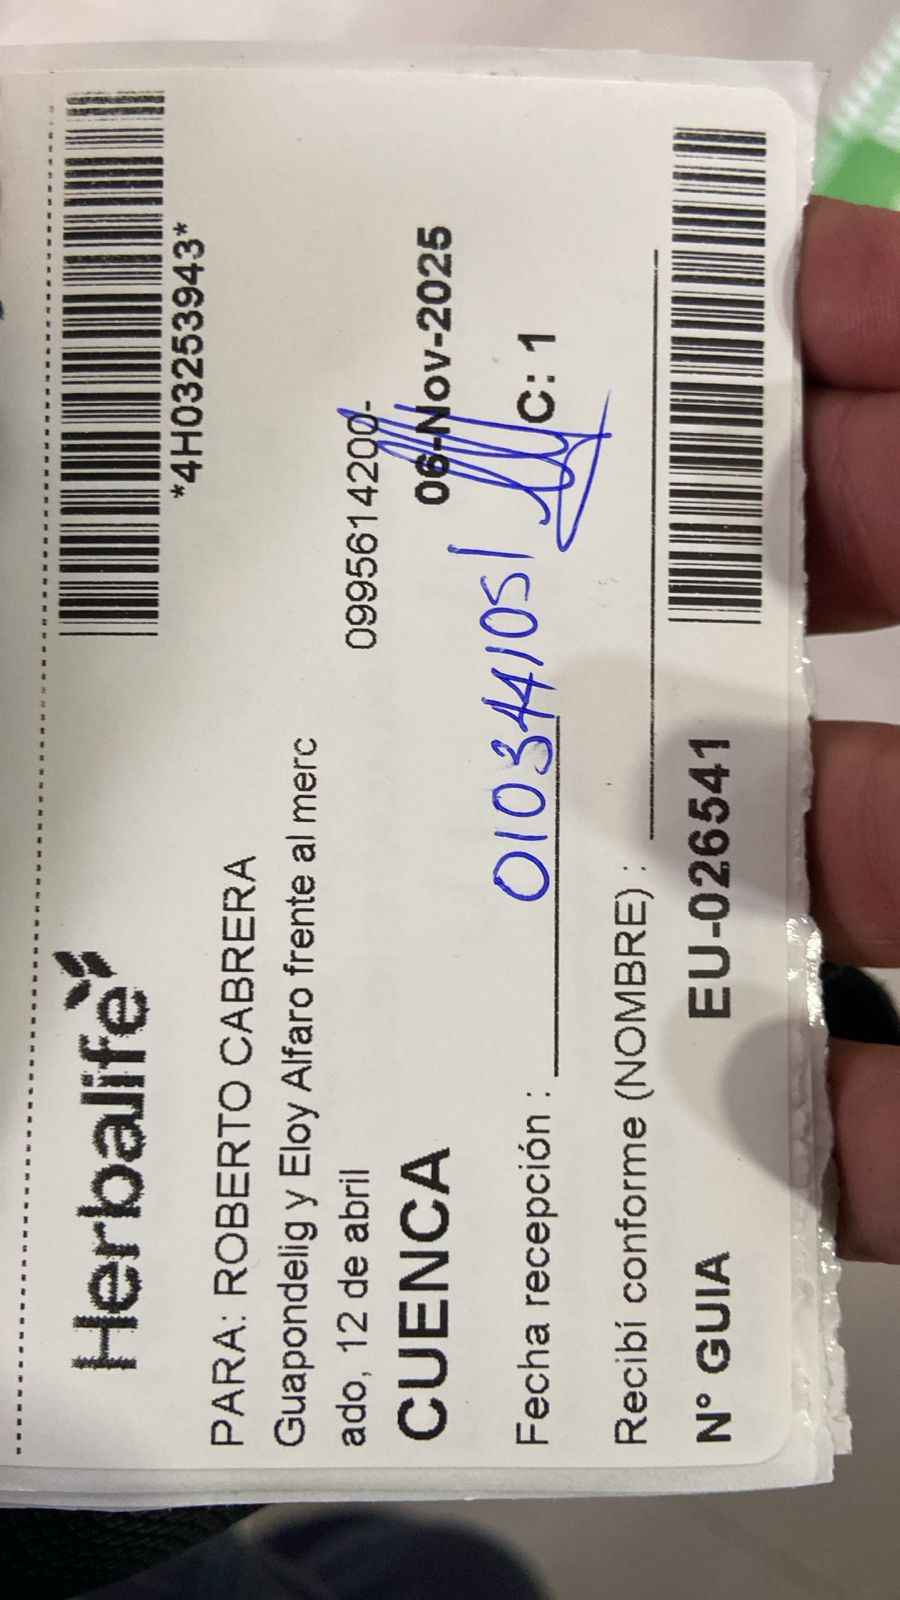 Herbalife
*4H03253943*
PARA: ROBERTO CABRERA
Guapondelig y Eloy Alfaro frente al merc
ado, 12 de abril
0995614200-
CUENCA
06-Nov-2025
Fecha recepción :
0103441051
C: 1
Recibí conforme (NOMBRE) :
N° GUIA
EU-026541